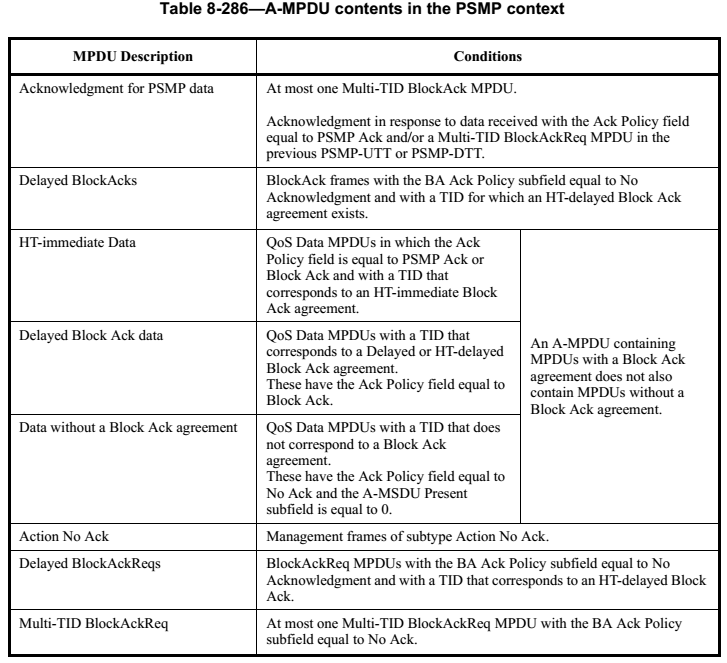 Table 8-286—A-MPDU contents in the PSMP context
MPDU Description
Conditions
Acknowledgment for PSMP data
At most one Multi-TID BlockAck MPDU.
Acknowledgment in response to data received with the Ack Policy field
equal to PSMP Ack and/or a Multi-TID BlockAckReq MPDU in the
previous PSMP-UTT or PSMP-DTT.
Delayed BlockAcks
BlockAck frames with the BA Ack Policy subfield equal to No
Acknowledgment and with a TID for which an HT-delayed Block Ack
agreement exists.
HT-immediate Data
QoS Data MPDUs in which the Ack
Policy field is equal to PSMP Ack or
Block Ack and with a TID that
corresponds to an HT-immediate Block
Ack agreement.
Delayed Block Ack data
QoS Data MPDUs with a TID that
corresponds to a Delayed or HT-delayed
Block Ack agreement.
These have the Ack Policy field equal to
Block Ack.
Data without a Block Ack agreement
QoS Data MPDUs with a TID that does
not correspond to a Block Ack
agreement.
These have the Ack Policy field equal to
No Ack and the A-MSDU Present
subfield is equal to 0.
An A-MPDU containing
MPDUs with a Block Ack
agreement does not also
contain MPDUs without a
Block Ack agreement.
Action No Ack
Management frames of subtype Action No Ack.
Delayed BlockAckReqs
BlockAckReq MPDUs with the BA Ack Policy subfield equal to No
Acknowledgment and with a TID that corresponds to an HT-delayed Block
Ack.
Multi-TID BlockAckReq
At most one Multi-TID BlockAckReq MPDU with the BA Ack Policy
subfield equal to No Ack.